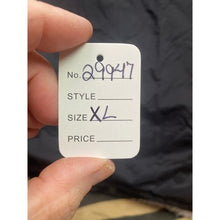 No. 29947
STYLE
SIZE XL
PRICE